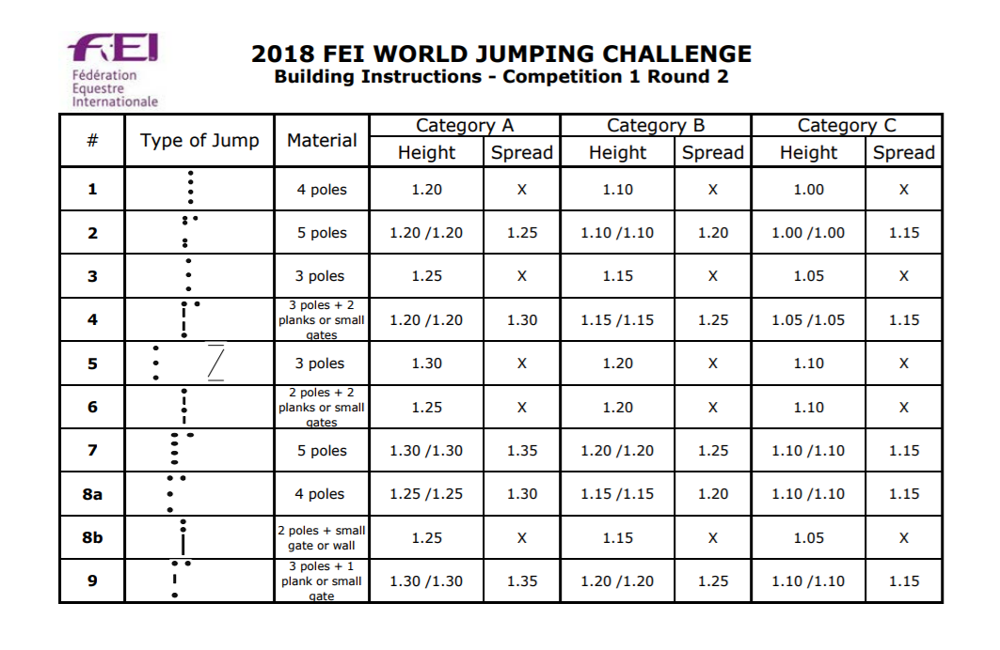 FEI
Fédération
Equestre
Internationale
2018 FEI WORLD JUMPING CHALLENGE
Building Instructions - Competition 1 Round 2
# Type of Jump Material Category A Category B Category C
Height Spread Height Spread Height Spread
1 4 poles 1.20 X 1.10 X 1.00 X
2 5 poles 1.20 /1.20 1.25 1.10 /1.10 1.20 1.00 /1.00 1.15
3 3 poles 1.25 X 1.15 X 1.05 X
4 3 poles + 2 planks or small gates 1.20 /1.20 1.30 1.15 /1.15 1.25 1.05 /1.05 1.15
5 3 poles 1.30 X 1.20 X 1.10 X
6 2 poles + 2 planks or small gates 1.25 X 1.20 X 1.10 X
7 5 poles 1.30 /1.30 1.35 1.20 /1.20 1.25 1.10 /1.10 1.15
8a 4 poles 1.25 /1.25 1.30 1.15 /1.15 1.20 1.10 /1.10 1.15
8b 2 poles + small gate or wall 1.25 X 1.15 X 1.05 X
9 3 poles + 1 plank or small gate 1.30 /1.30 1.35 1.20 /1.20 1.25 1.10 /1.10 1.15